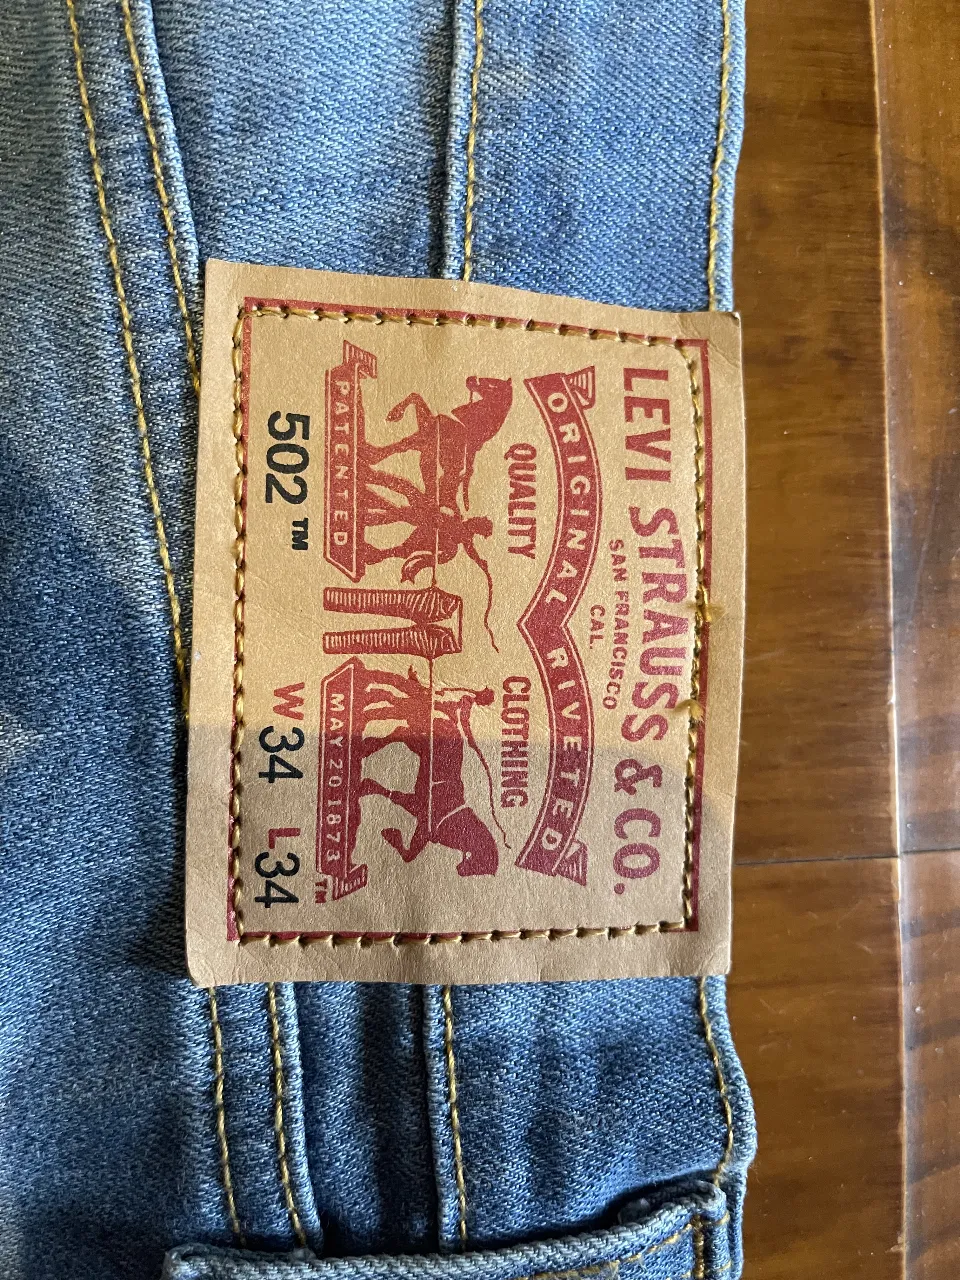 LEVI STRAUSS & CO.
SAN FRANCISCO
CAL.
ORIGINAL RIVETED
QUALITY CLOTHING
PATENTED MAY 20 1873 TM
502 TM W 34 L 34